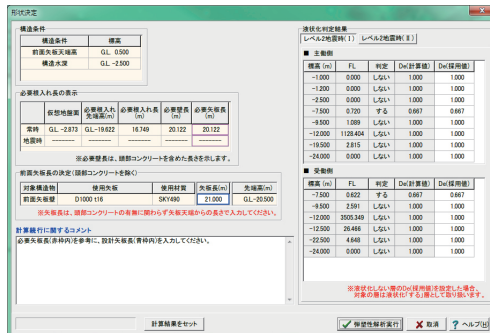 形状決定
構造条件
構造条件 標高
前面矢板天端高 G.L. 0.500
構造水深 G.L. -2.500
必要根入れ長の表示
仮想地盤面 必要根入れ先端高(m) 必要根入れ長(m) 必要壁長(m) 必要矢板長(m)
常時 G.L. -2.873 G.L.-19.622 16.749 20.122 20.122
地震時 ------ ------ ------ ------ ------
※必要壁長は、頭部コンクリートを含めた長さを示します。
前面矢板長の決定(頭部コンクリートを除く)
対象構造物 使用矢板 使用材質 矢板長(m) 先端高(m)
前面矢板壁 D1000 t16 SKY490 21.000 G.L.-20.500
※矢板長は、頭部コンクリートの有無に関わらず矢板天端からの長さで入力してください。
計算続行に関するコメント
必要矢板長(赤枠内)を参考に、設計矢板長(青枠内)を入力してください。
計算結果をセット
液状化判定結果
レベル2地震時(Ⅰ) レベル2地震時(Ⅱ)
■ 主働側
標高(m) FL 判定 De(計算値) De(採用値)
-1.000 0.000 しない 1.000 1.000
-1.200 0.000 しない 1.000 1.000
-2.500 0.000 しない 1.000 1.000
-7.500 0.720 する 0.667 0.667
-9.500 1.089 しない 1.000 1.000
-12.000 1128.404 しない 1.000 1.000
-19.500 2.815 しない 1.000 1.000
-24.000 0.000 しない 1.000 1.000
■ 受働側
標高(m) FL 判定 De(計算値) De(採用値)
-7.500 0.622 する 0.667 0.667
-9.500 2.591 しない 1.000 1.000
-12.000 3505.349 しない 1.000 1.000
-12.500 26.466 しない 1.000 1.000
-22.500 4.648 しない 1.000 1.000
-24.000 0.000 しない 1.000 1.000
※液状化しない層のDe(採用値)を設定した場合、
対象の層は液状化「する」層として取り扱います。
弾塑性解析実行 取消 ヘルプ(H)